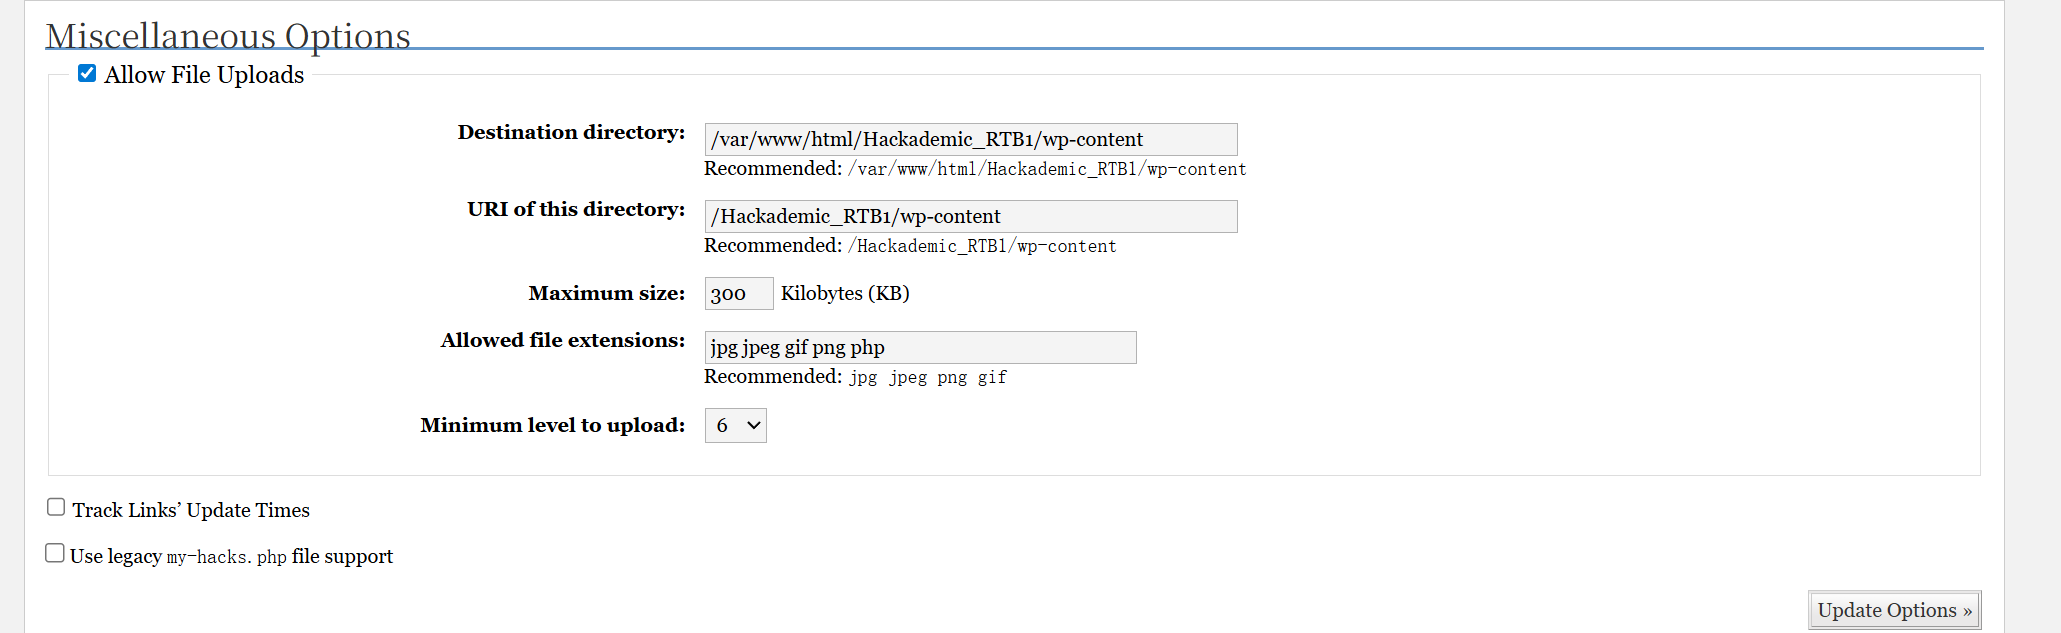 Miscellaneous Options
Allow File Uploads
Destination directory: /var/www/html/Hackademic_RTB1/wp-content
Recommended: /var/www/html/Hackademic_RTB1/wp-content
URI of this directory: /Hackademic_RTB1/wp-content
Recommended: /Hackademic_RTB1/wp-content
Maximum size: 300 Kilobytes (KB)
Allowed file extensions: jpg jpeg gif png php
Recommended: jpg jpeg png gif
Minimum level to upload: 6
Track Links’ Update Times
Use legacy my-hacks.php file support
Update Options »